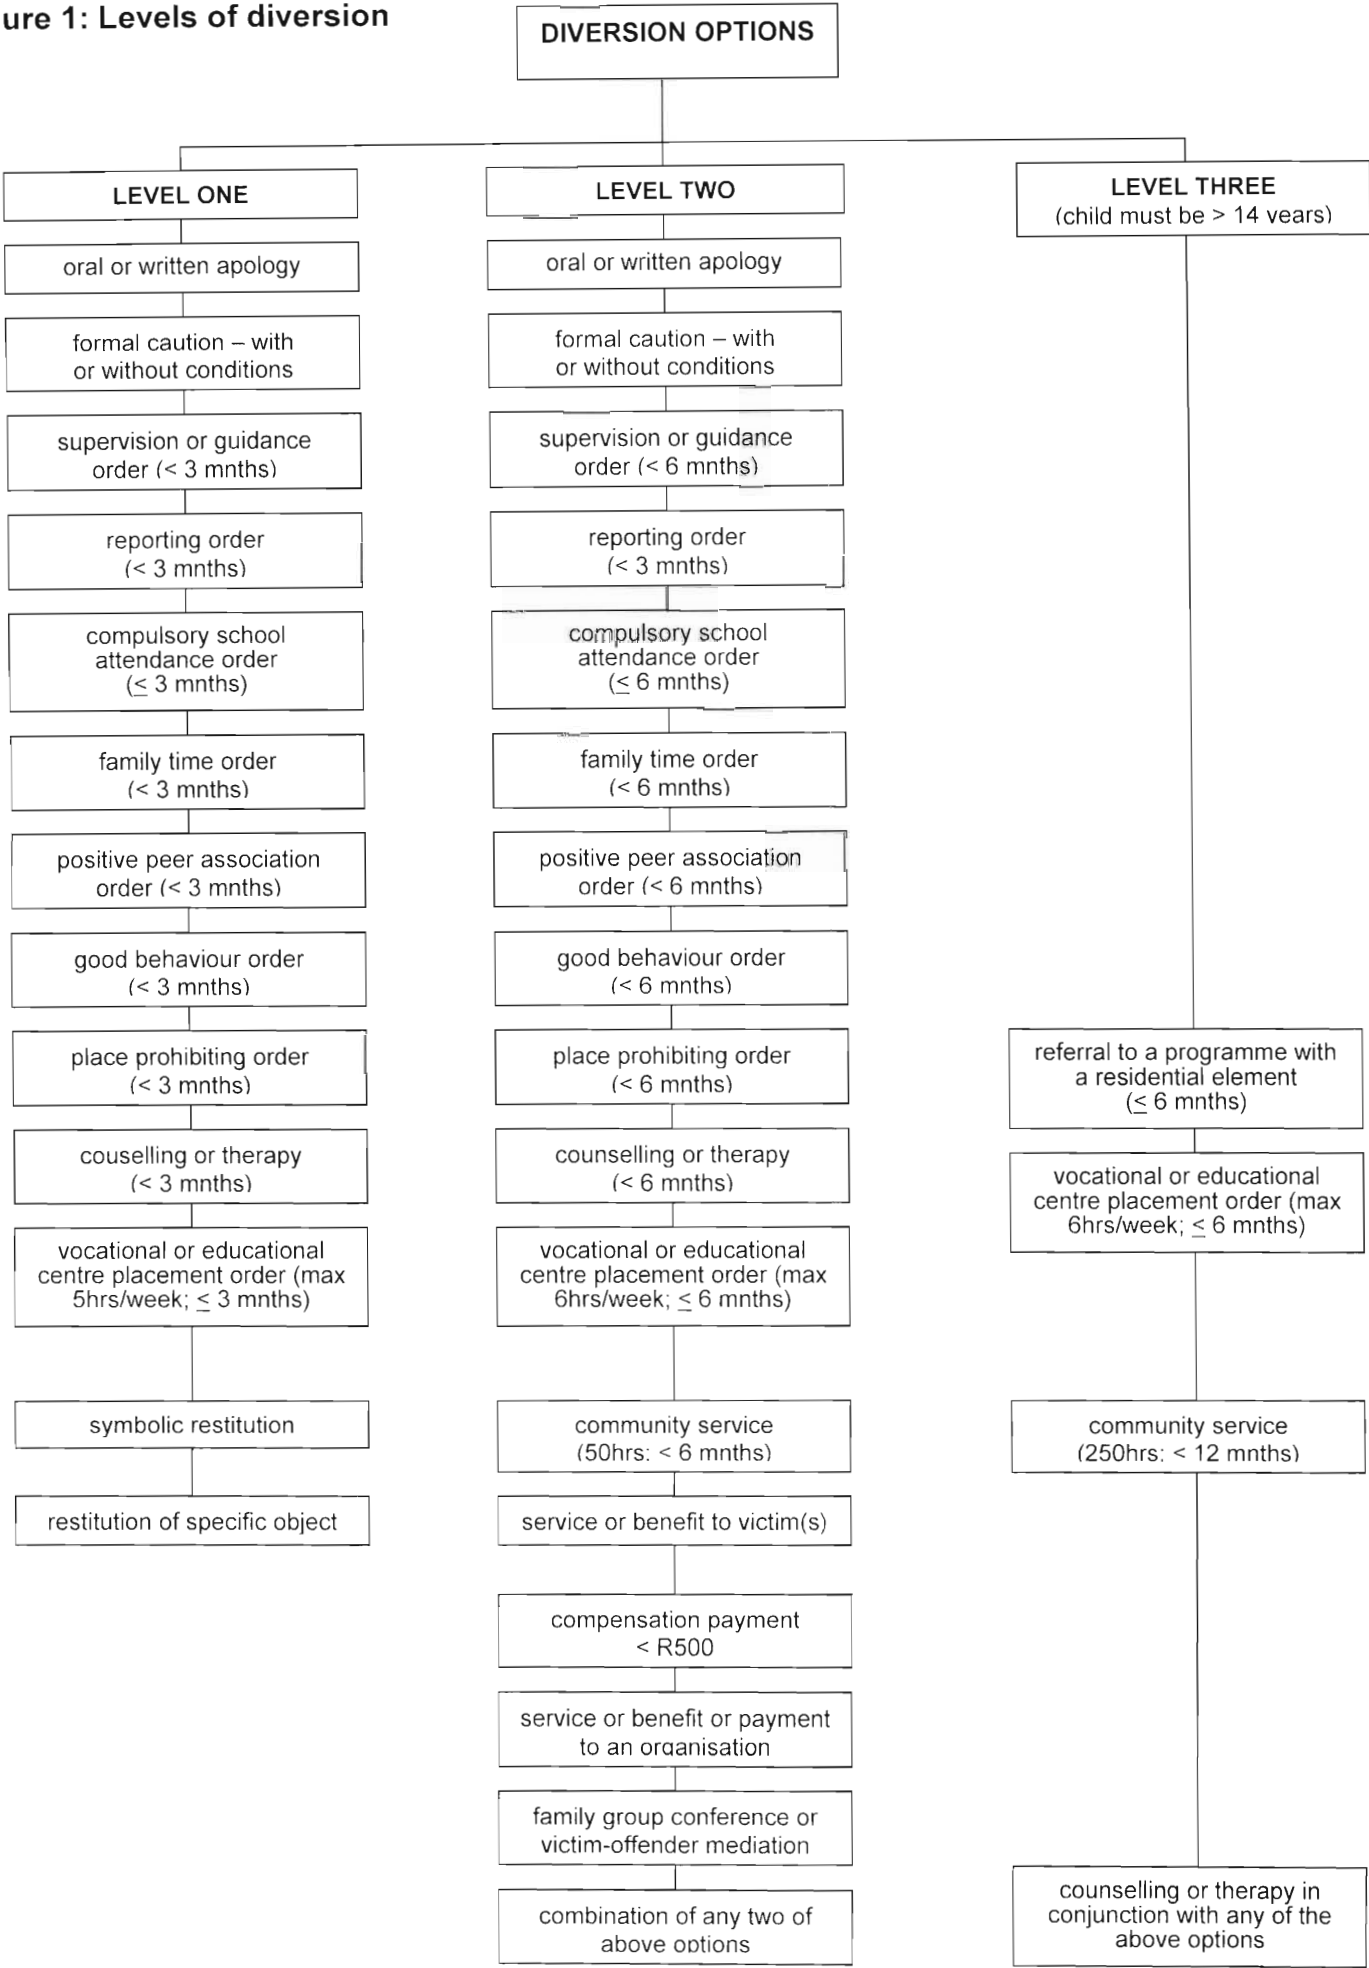 ure 1: Levels of diversion
DIVERSION OPTIONS
LEVEL ONE
oral or written apology
formal caution – with
or without conditions
supervision or guidance
order (< 3 mnths)
reporting order
(< 3 mnths)
compulsory school
attendance order
(≤ 3 mnths)
family time order
(< 3 mnths)
positive peer association
order (< 3 mnths)
good behaviour order
(< 3 mnths)
place prohibiting order
(< 3 mnths)
couselling or therapy
(< 3 mnths)
vocational or educational
centre placement order (max
5hrs/week; ≤ 3 mnths)
symbolic restitution
restitution of specific object
LEVEL TWO
oral or written apology
formal caution – with
or without conditions
supervision or guidance
order (< 6 mnths)
reporting order
(< 3 mnths)
compulsory school
attendance order
(≤ 6 mnths)
family time order
(< 6 mnths)
positive peer association
order (< 6 mnths)
good behaviour order
(< 6 mnths)
place prohibiting order
(< 6 mnths)
counselling or therapy
(< 6 mnths)
vocational or educational
centre placement order (max
6hrs/week; ≤ 6 mnths)
community service
(50hrs: < 6 mnths)
service or benefit to victim(s)
compensation payment
< R500
service or benefit or payment
to an organisation
family group conference or
victim-offender mediation
combination of any two of
above options
LEVEL THREE
(child must be > 14 years)
referral to a programme with
a residential element
(≤ 6 mnths)
vocational or educational
centre placement order (max
6hrs/week; ≤ 6 mnths)
community service
(250hrs: < 12 mnths)
counselling or therapy in
conjunction with any of the
above options